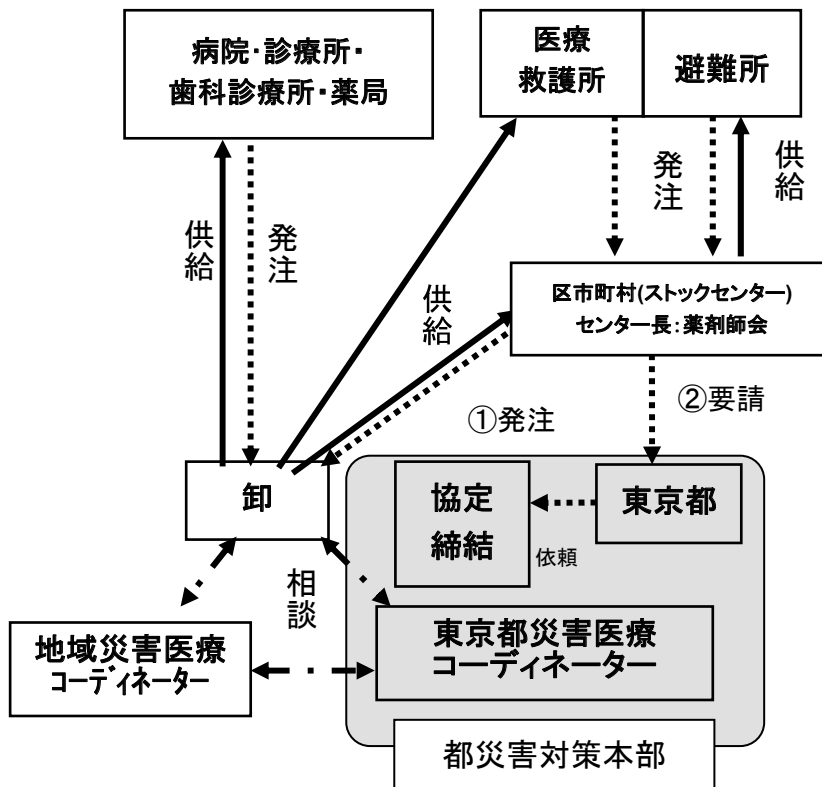 病院・診療所・
歯科診療所・薬局
医療
救護所
避難所
供給
発注
発注
供給
区市町村(ストックセンター)
センター長:薬剤師会
供給
①発注
②要請
卸
協定
締結
東京都
依頼
相談
地域災害医療
コーディネーター
東京都災害医療
コーディネーター
都災害対策本部